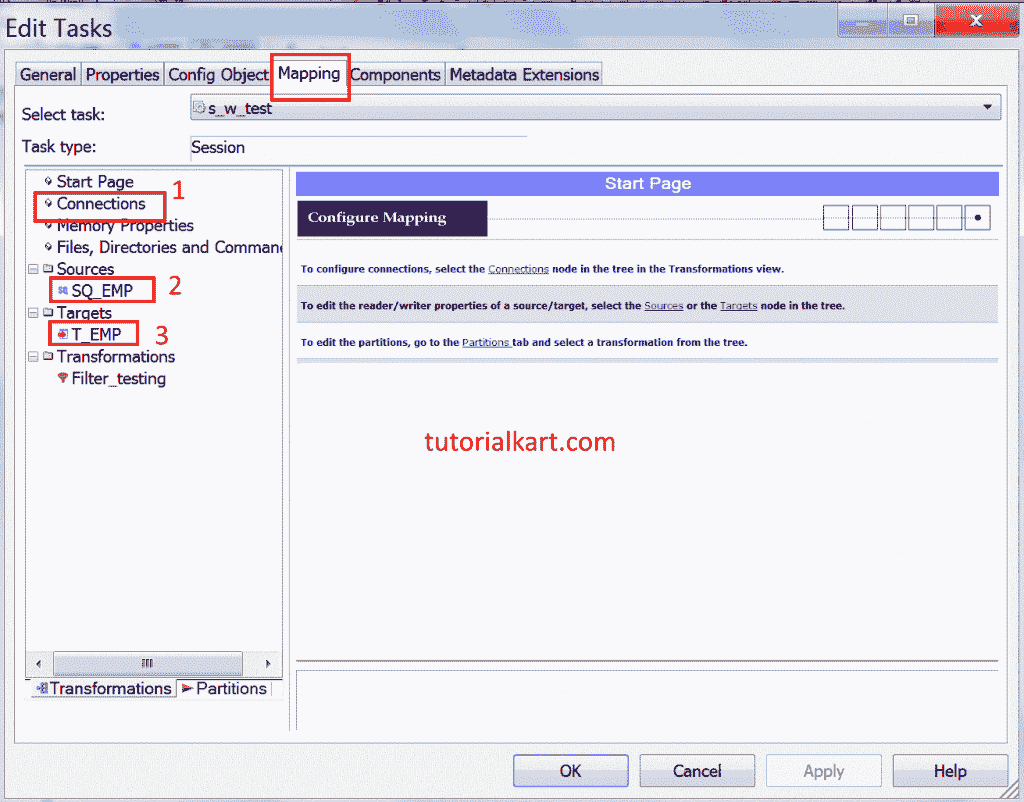 Edit Tasks
General Properties Config Object Mapping Components Metadata Extensions
Select task: s_w_test
Task type: Session
Start Page
Connections
1
Memory Properties
Files, Directories and Comman
Sources
SQ_EMP
2
Targets
T_EMP
3
Transformations
Filter_testing
Transformations Partitions
Start Page
Configure Mapping
To configure connections, select the Connections node in the tree in the Transformations view.
To edit the reader/writer properties of a source/target, select the Sources or the Targets node in the tree.
To edit the partitions, go to the Partitions tab and select a transformation from the tree.
tutorialkart.com
OK Cancel Apply Help